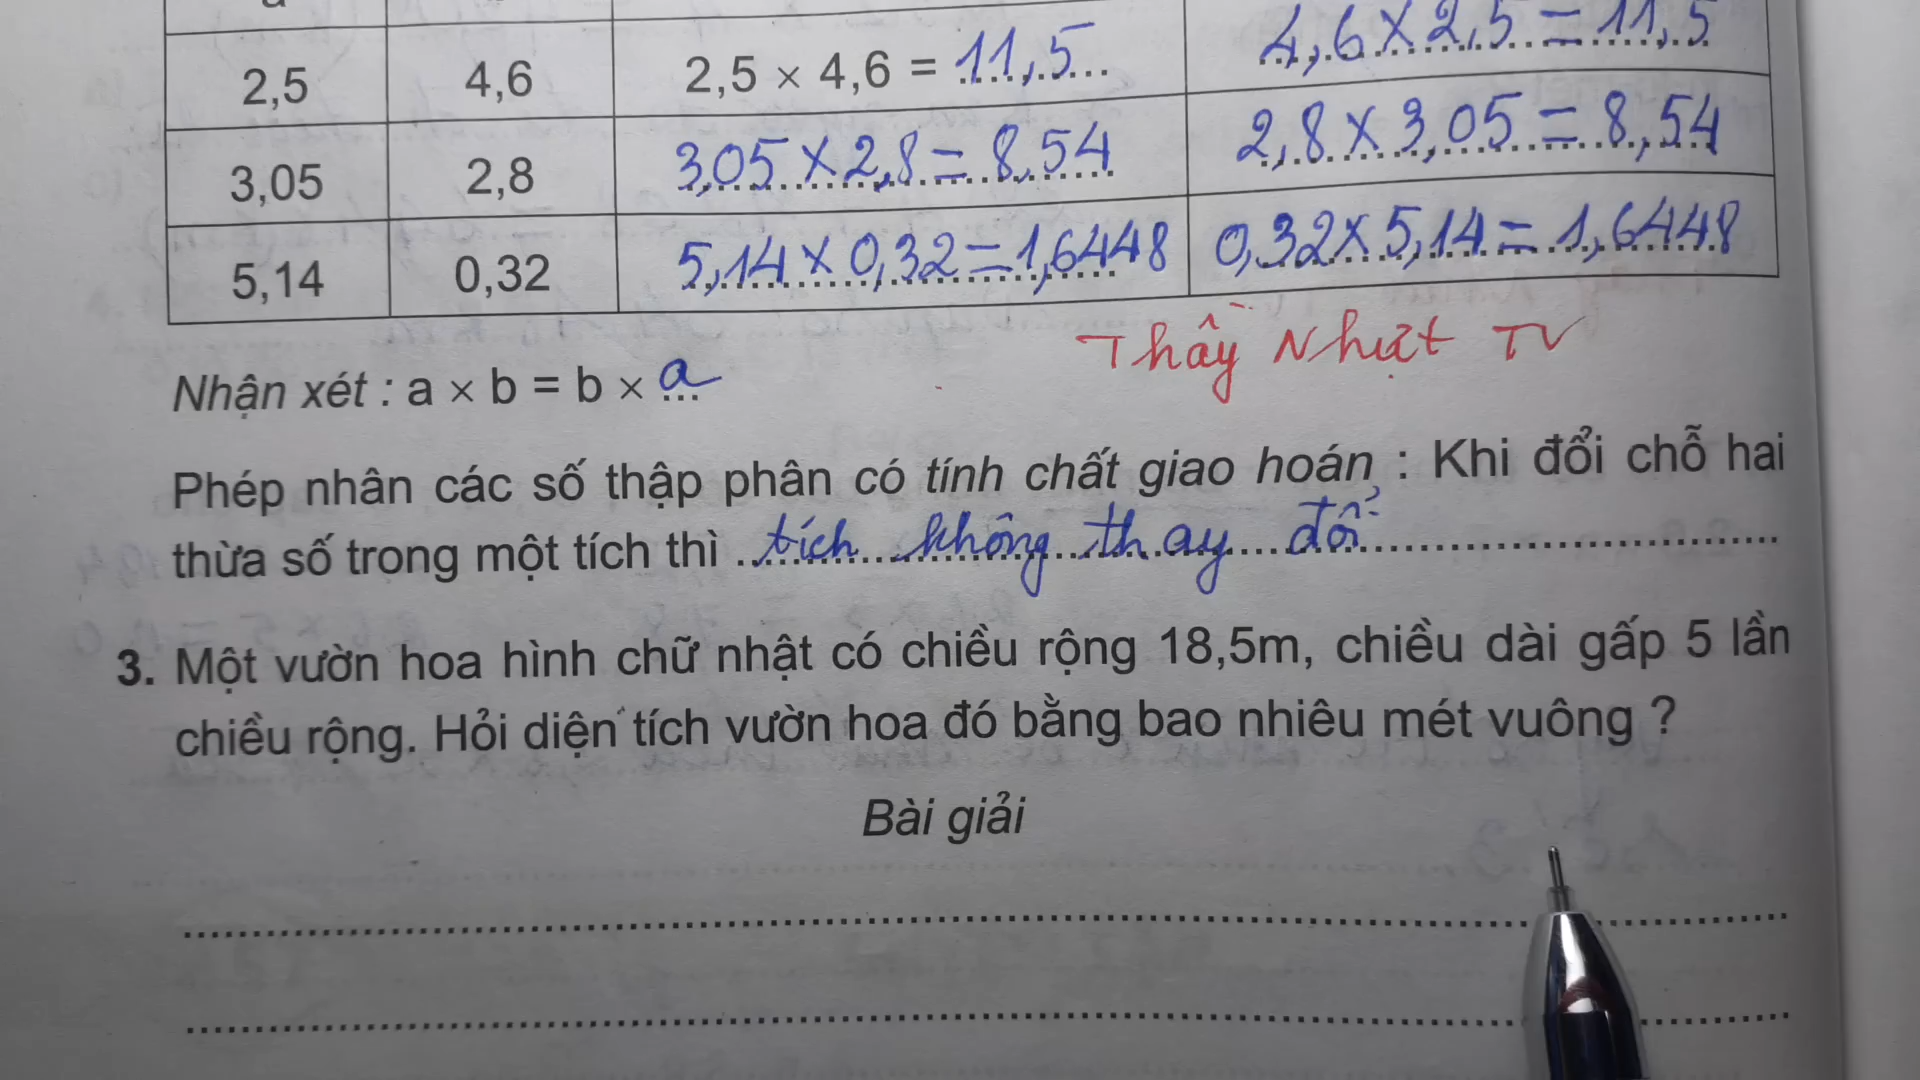 4,6 × 2,5 = 11,5
2,5 4,6 2,5 × 4,6 = 11,5
3,05 2,8 3,05 × 2,8 = 8,54 2,8 × 3,05 = 8,54
5,14 0,32 5,14 × 0,32 = 1,6448 0,32 × 5,14 = 1,6448
Thầy Nhựt TV
Nhận xét : a × b = b × a
Phép nhân các số thập phân có tính chất giao hoán : Khi đổi chỗ hai
thừa số trong một tích thì tích không thay đổi
3. Một vườn hoa hình chữ nhật có chiều rộng 18,5m, chiều dài gấp 5 lần
chiều rộng. Hỏi diện tích vườn hoa đó bằng bao nhiêu mét vuông ?
Bài giải